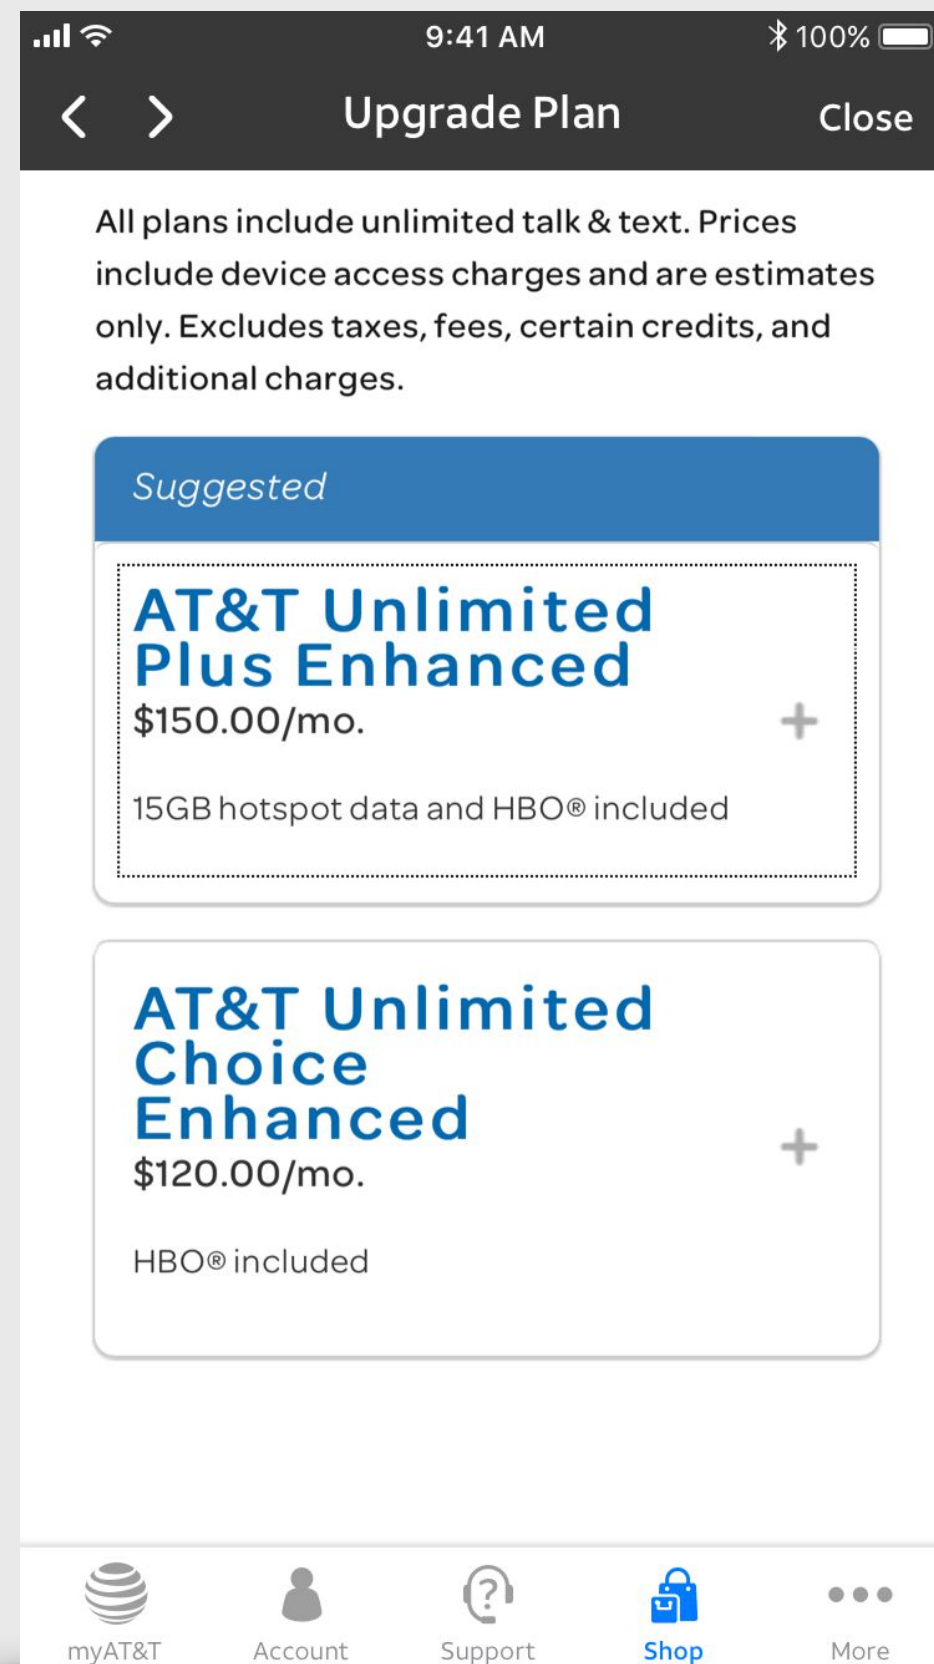 9:41 AM
100%
Upgrade Plan
Close
All plans include unlimited talk & text. Prices
include device access charges and are estimates
only. Excludes taxes, fees, certain credits, and
additional charges.
Suggested
AT&T Unlimited
Plus Enhanced
$150.00/mo.
15GB hotspot data and HBO® included
AT&T Unlimited
Choice
Enhanced
$120.00/mo.
HBO® included
myAT&T
Account
Support
Shop
More